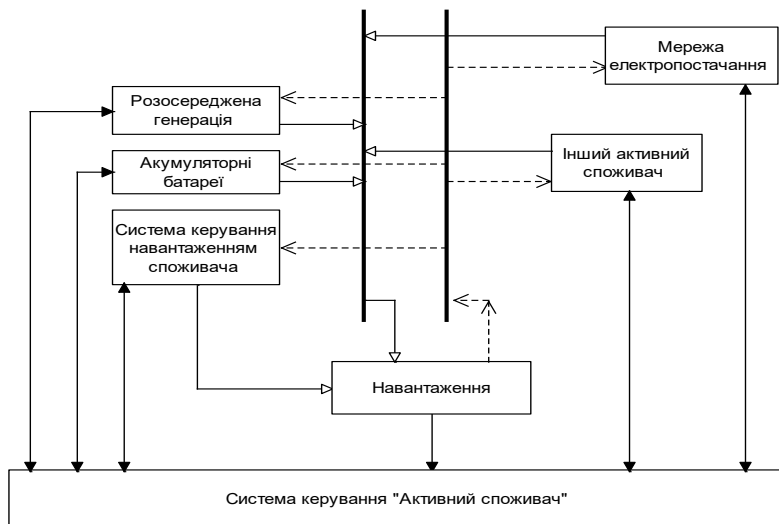 Мережа
електропостачання
Розосереджена
генерація
Акумуляторні
батареї
Інший активний
споживач
Система керування
навантаженням
споживача
Навантаження
Система керування "Активний споживач"